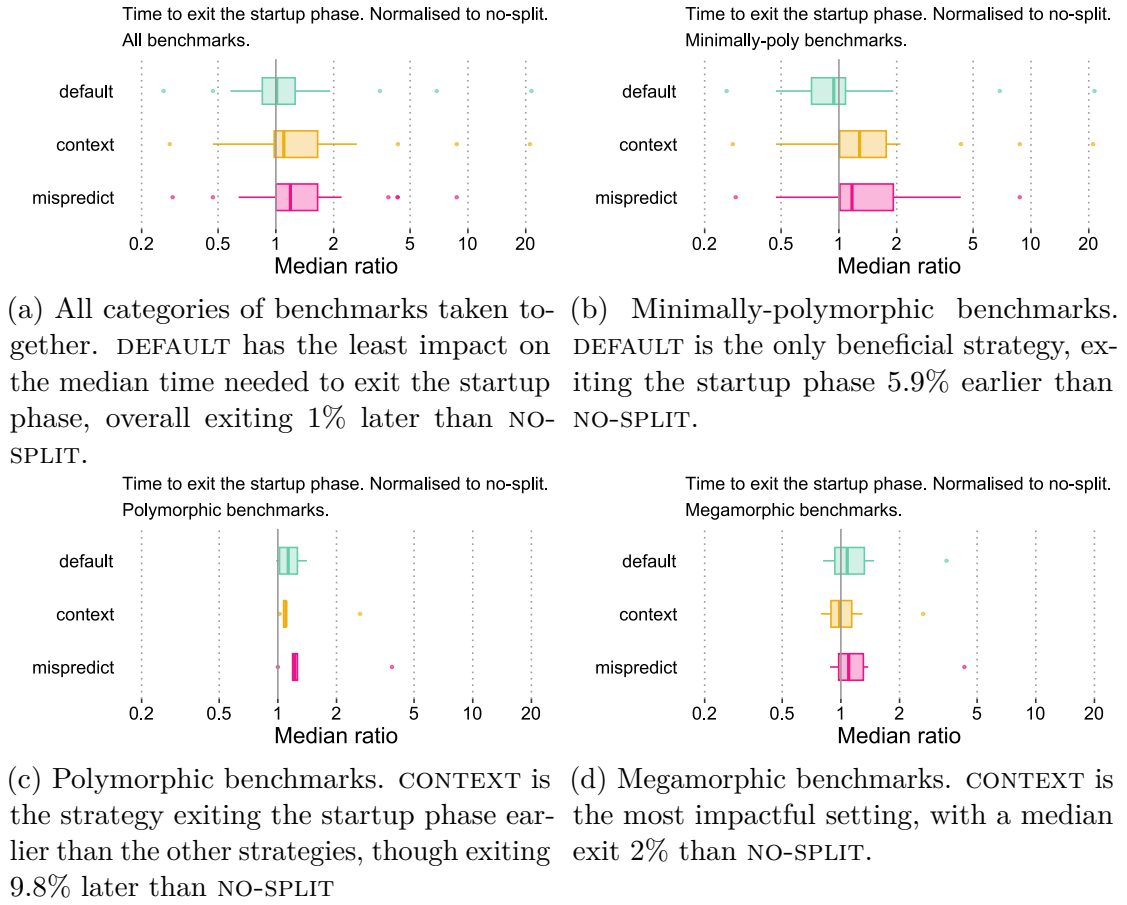 Time to exit the startup phase. Normalised to no-split.
All benchmarks.
default
context
mispredict
0.2 0.5 1 2 5 10 20
Median ratio
(a) All categories of benchmarks taken to-
gether. DEFAULT has the least impact on
the median time needed to exit the startup
phase, overall exiting 1% later than NO-
SPLIT.
Time to exit the startup phase. Normalised to no-split.
Minimally-poly benchmarks.
default
context
mispredict
0.2 0.5 1 2 5 10 20
Median ratio
(b) Minimally-polymorphic benchmarks.
DEFAULT is the only beneficial strategy, ex-
iting the startup phase 5.9% earlier than
NO-SPLIT.
Time to exit the startup phase. Normalised to no-split.
Polymorphic benchmarks.
default
context
mispredict
0.2 0.5 1 2 5 10 20
Median ratio
(c) Polymorphic benchmarks. CONTEXT is
the strategy exiting the startup phase ear-
lier than the other strategies, though exiting
9.8% later than NO-SPLIT
Time to exit the startup phase. Normalised to no-split.
Megamorphic benchmarks.
default
context
mispredict
0.2 0.5 1 2 5 10 20
Median ratio
(d) Megamorphic benchmarks. CONTEXT is
the most impactful setting, with a median
exit 2% than NO-SPLIT.